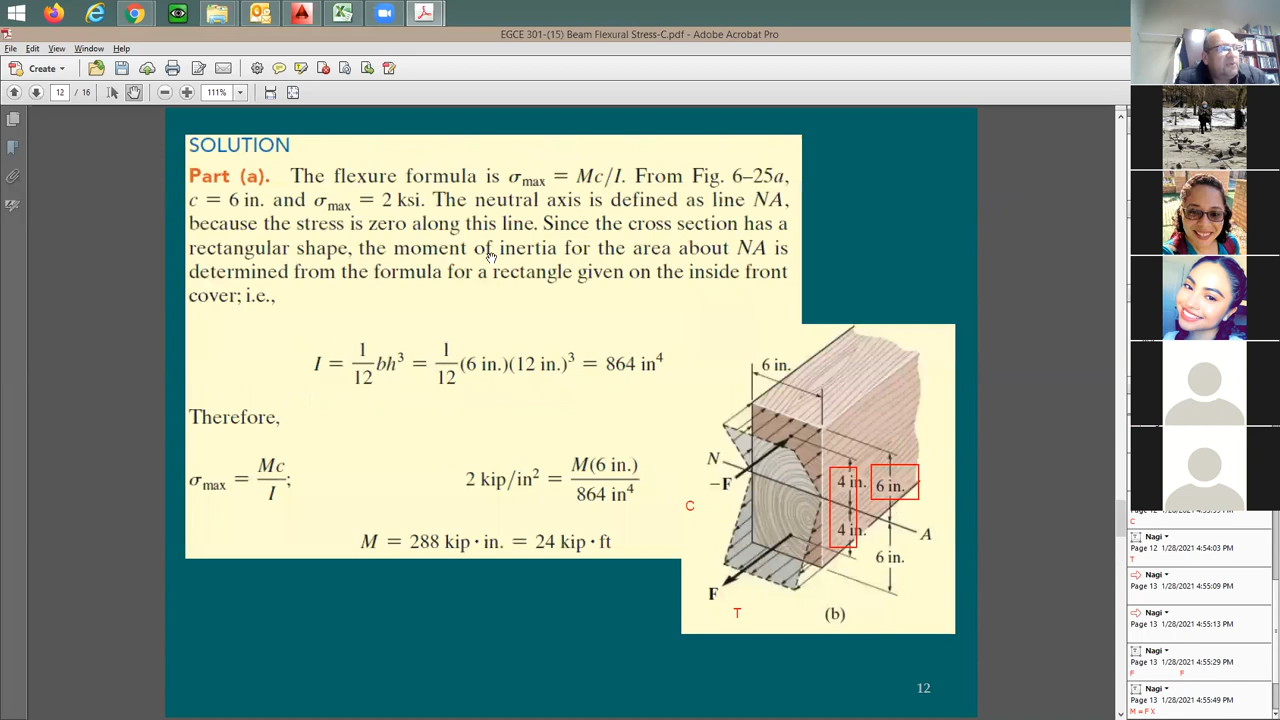 EGCE 301-(15) Beam Flexural Stress-C.pdf - Adobe Acrobat Pro
File Edit View Window Help
Create
12 / 16 111%
SOLUTION
Part (a). The flexure formula is σmax = Mc/I. From Fig. 6–25a,
c = 6 in. and σmax = 2 ksi. The neutral axis is defined as line NA,
because the stress is zero along this line. Since the cross section has a
rectangular shape, the moment of inertia for the area about NA is
determined from the formula for a rectangle given on the inside front
cover; i.e.,
I = 1/12 bh³ = 1/12 (6 in.)(12 in.)³ = 864 in⁴
Therefore,
σmax = Mc/I; 2 kip/in² = M(6 in.)/864 in⁴
M = 288 kip · in. = 24 kip · ft
6 in.
N
–F
C
4 in.
6 in.
4 in.
A
6 in.
F
T
(b)
12
C
Nagi
Page 12 1/28/2021 4:54:03 PM
T
Nagi
Page 13 1/28/2021 4:55:09 PM
Nagi
Page 13 1/28/2021 4:55:13 PM
Nagi
Page 13 1/28/2021 4:55:29 PM
F F
Nagi
Page 13 1/28/2021 4:55:49 PM
M = F X